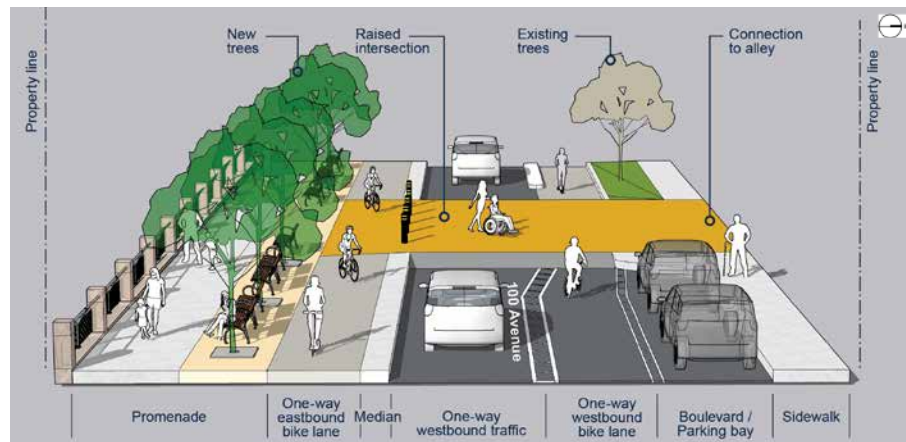 New
trees
Raised
intersection
Existing
trees
Connection
to alley
Property line
Property line
100 Avenue
Promenade
One-way
eastbound
bike lane
Median
One-way
westbound traffic
One-way
westbound
bike lane
Boulevard /
Parking bay
Sidewalk